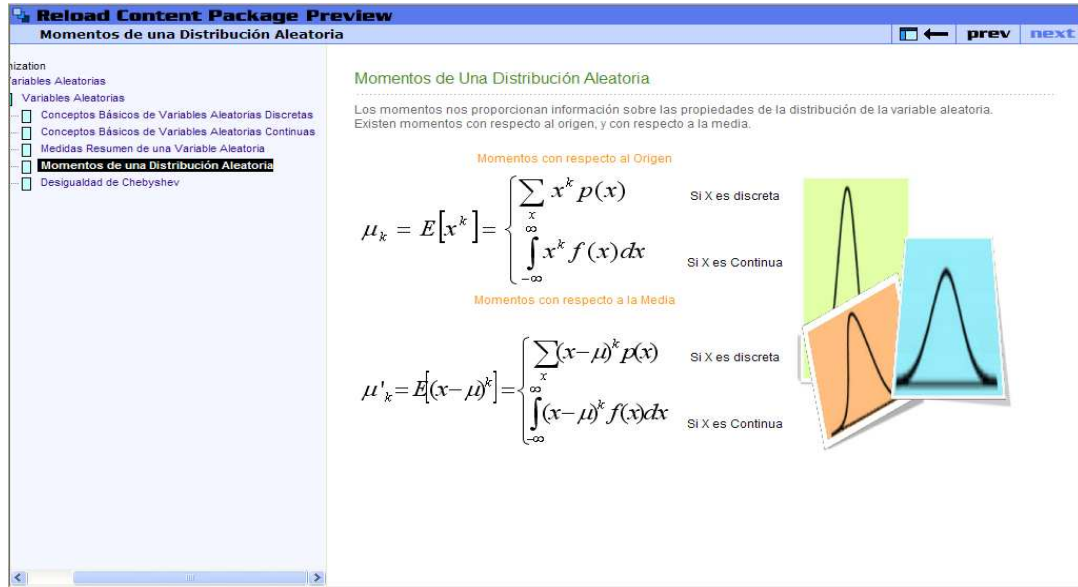 Reload Content Package Preview
Momentos de una Distribución Aleatoria
prev next
nization
Variables Aleatorias
Variables Aleatorias
Conceptos Básicos de Variables Aleatorias Discretas
Conceptos Básicos de Variables Aleatorias Continuas
Medidas Resumen de una Variable Aleatoria
Momentos de una Distribución Aleatoria
Desigualdad de Chebyshev
Momentos de Una Distribución Aleatoria
Los momentos nos proporcionan información sobre las propiedades de la distribución de la variable aleatoria.
Existen momentos con respecto al origen, y con respecto a la media.
Momentos con respecto al Origen
μ_k = E[x^k] = { ∑_x x^k p(x) Si X es discreta
∫_{-∞}^{∞} x^k f(x)dx Si X es Continua
Momentos con respecto a la Media
μ'_k = E[(x-μ)^k] = { ∑_x (x-μ)^k p(x) Si X es discreta
∫_{-∞}^{∞} (x-μ)^k f(x)dx Si X es Continua